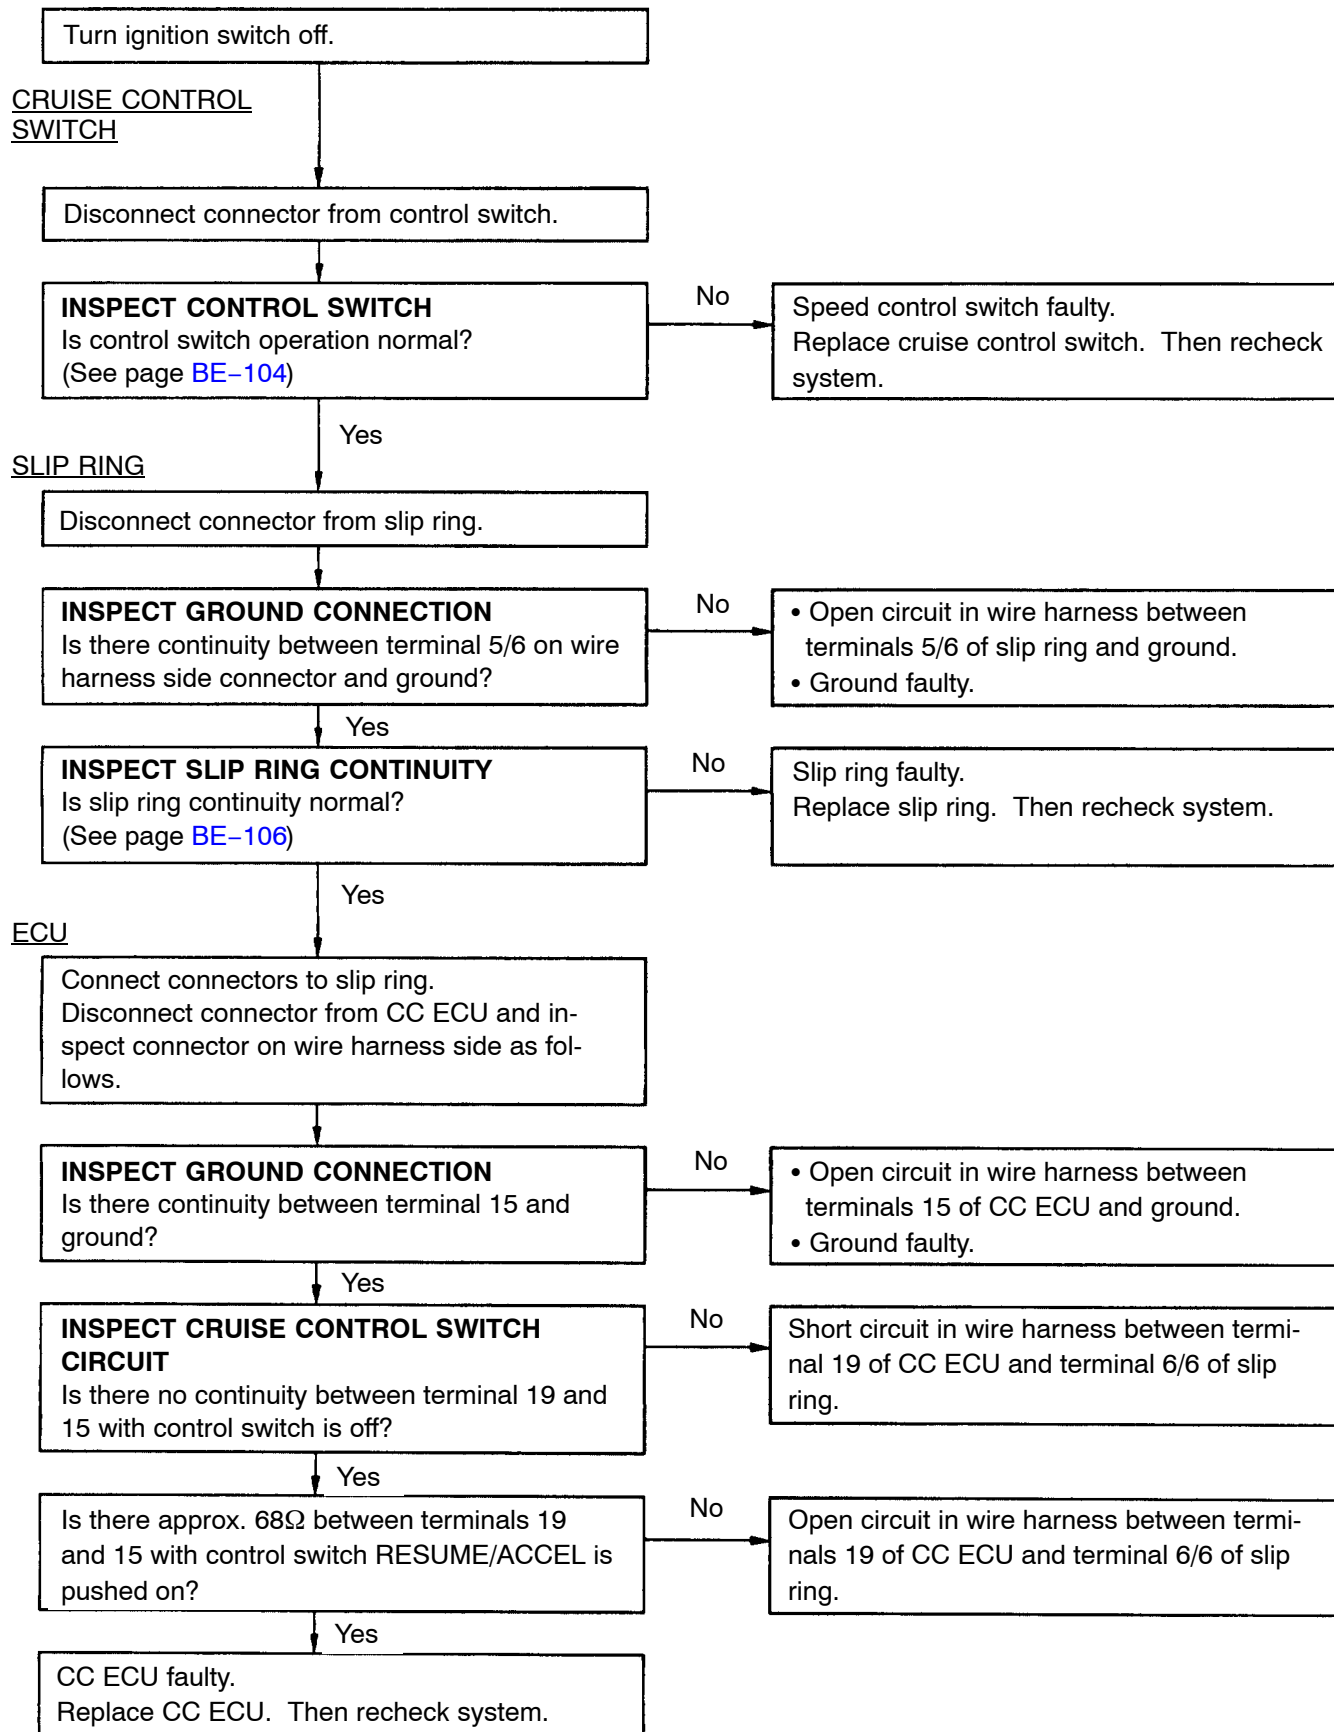 Turn ignition switch off.
CRUISE CONTROL
SWITCH
Disconnect connector from control switch.
INSPECT CONTROL SWITCH
Is control switch operation normal?
(See page BE–104)
No
Speed control switch faulty.
Replace cruise control switch. Then recheck
system.
Yes
SLIP RING
Disconnect connector from slip ring.
INSPECT GROUND CONNECTION
Is there continuity between terminal 5/6 on wire
harness side connector and ground?
No
• Open circuit in wire harness between
terminals 5/6 of slip ring and ground.
• Ground faulty.
Yes
INSPECT SLIP RING CONTINUITY
Is slip ring continuity normal?
(See page BE–106)
No
Slip ring faulty.
Replace slip ring. Then recheck system.
Yes
ECU
Connect connectors to slip ring.
Disconnect connector from CC ECU and in-
spect connector on wire harness side as fol-
lows.
INSPECT GROUND CONNECTION
Is there continuity between terminal 15 and
ground?
No
• Open circuit in wire harness between
terminals 15 of CC ECU and ground.
• Ground faulty.
Yes
INSPECT CRUISE CONTROL SWITCH
CIRCUIT
Is there no continuity between terminal 19 and
15 with control switch is off?
No
Short circuit in wire harness between termi-
nal 19 of CC ECU and terminal 6/6 of slip
ring.
Yes
Is there approx. 68Ω between terminals 19
and 15 with control switch RESUME/ACCEL is
pushed on?
No
Open circuit in wire harness between termi-
nals 19 of CC ECU and terminal 6/6 of slip
ring.
Yes
CC ECU faulty.
Replace CC ECU. Then recheck system.